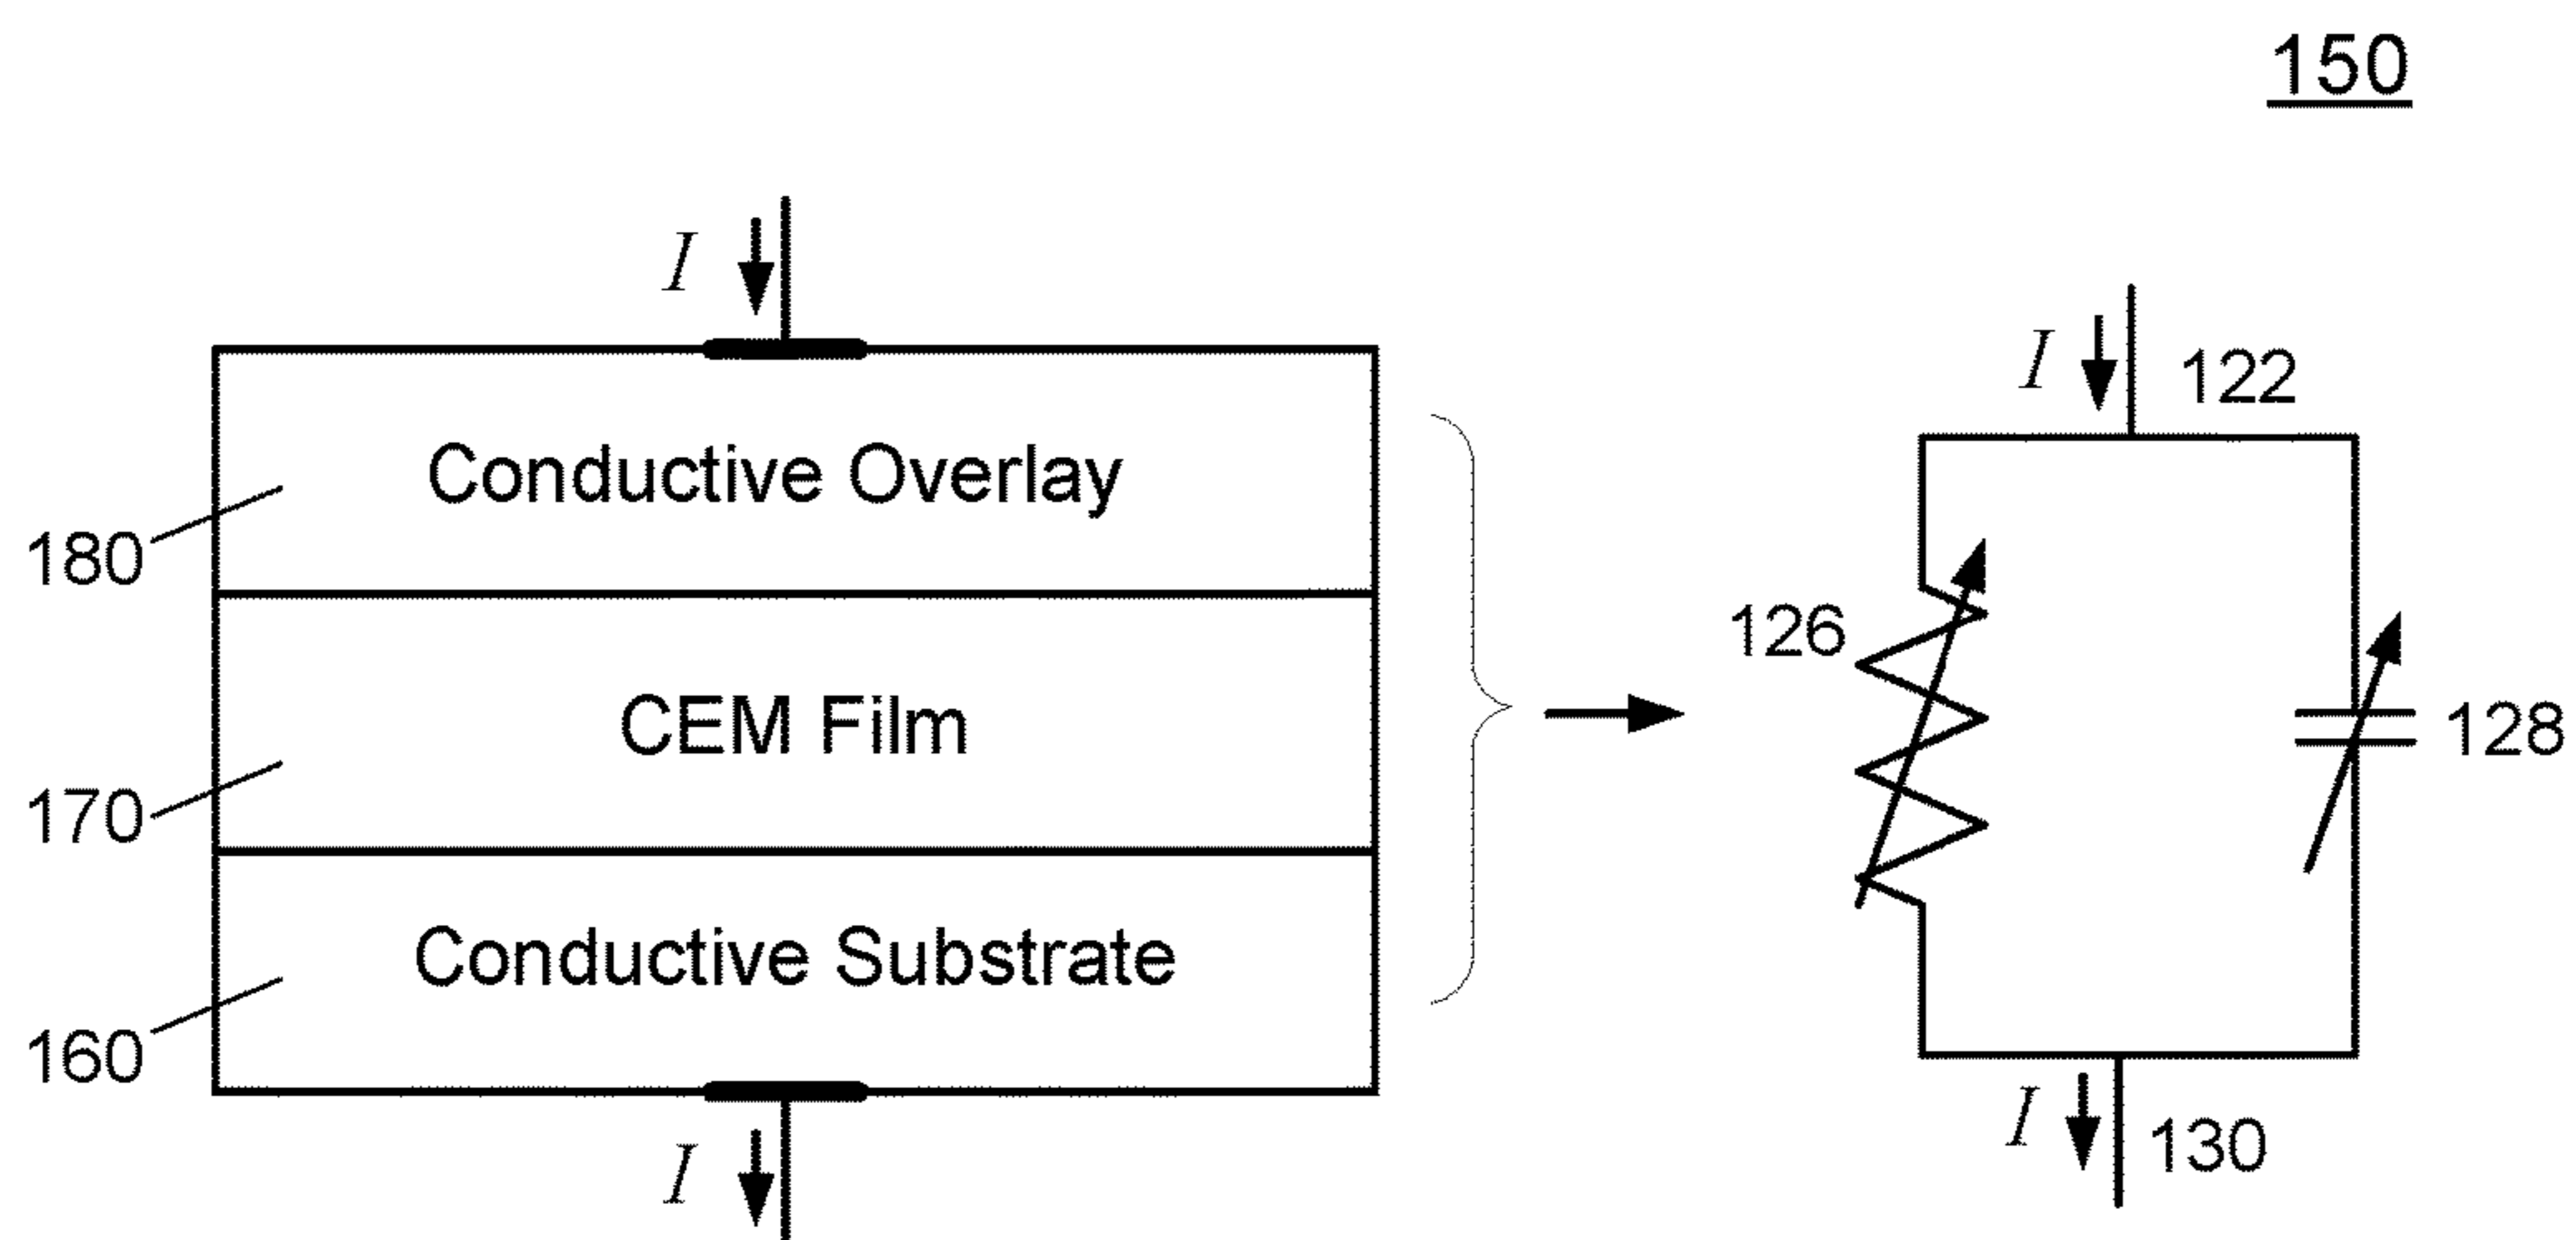 150
I
I
122
Conductive Overlay
180
126
CEM Film
128
170
Conductive Substrate
160
I
130
I